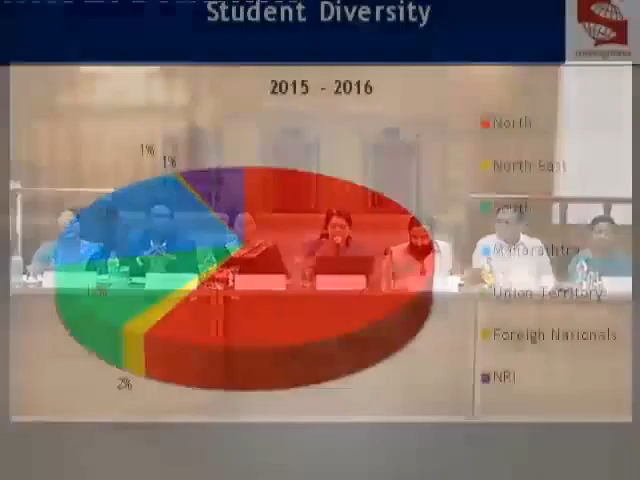 Student Diversity
2015 - 2016
North
North East
South
Maharashtra
Union Territory
Foreign Nationals
NRI
1%
1%
2%